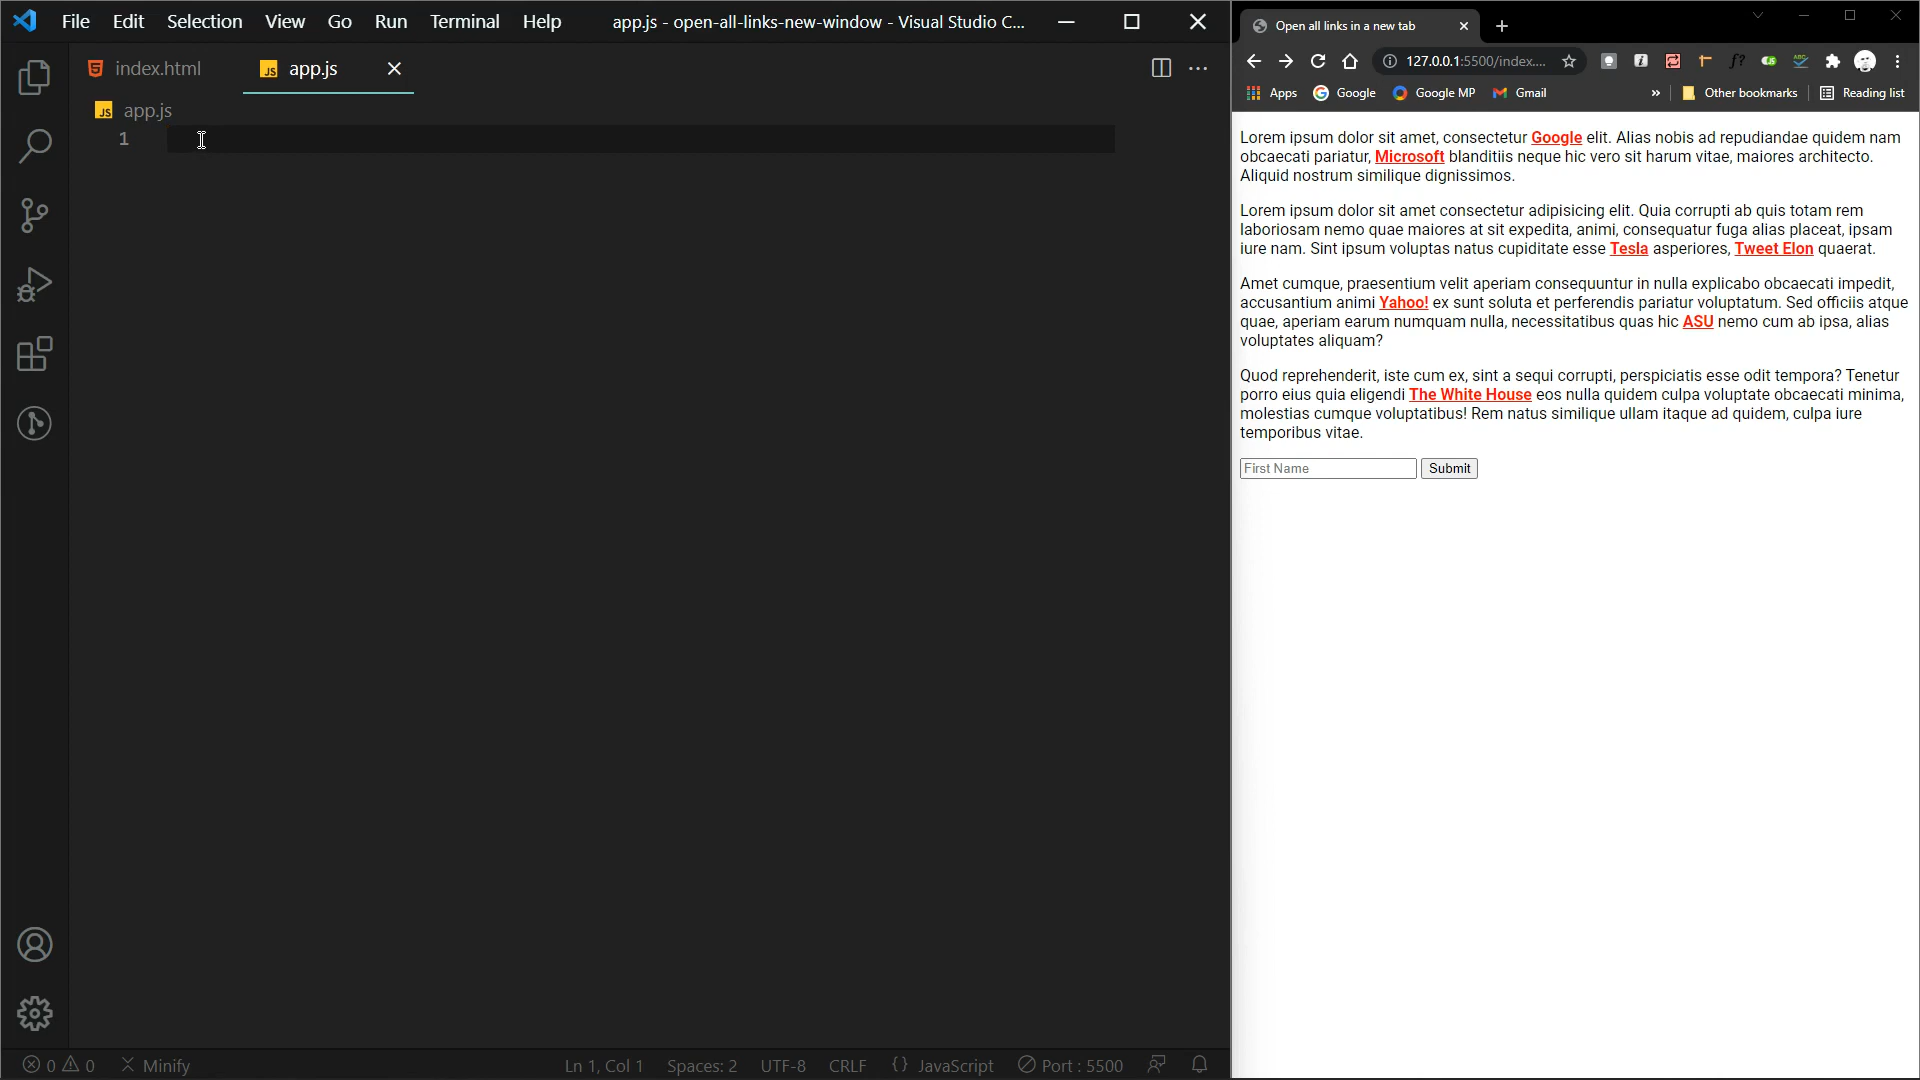 File Edit Selection View Go Run Terminal Help app.js - open-all-links-new-window - Visual Studio C...
index.html
JS app.js
JS app.js
1
0 0 Minify
Ln 1, Col 1 Spaces: 2 UTF-8 CRLF {} JavaScript Port : 5500
Open all links in a new tab
127.0.0.1:5500/index....
Apps Google Google MP Gmail » Other bookmarks Reading list
Lorem ipsum dolor sit amet, consectetur Google elit. Alias nobis ad repudiandae quidem nam
obcaecati pariatur, Microsoft blanditiis neque hic vero sit harum vitae, maiores architecto.
Aliquid nostrum similique dignissimos.
Lorem ipsum dolor sit amet consectetur adipisicing elit. Quia corrupti ab quis totam rem
laboriosam nemo quae maiores at sit expedita, animi, consequatur fuga alias placeat, ipsam
iure nam. Sint ipsum voluptas natus cupiditate esse Tesla asperiores, Tweet Elon quaerat.
Amet cumque, praesentium velit aperiam consequuntur in nulla explicabo obcaecati impedit,
accusantium animi Yahoo! ex sunt soluta et perferendis pariatur voluptatum. Sed officiis atque
quae, aperiam earum numquam nulla, necessitatibus quas hic ASU nemo cum ab ipsa, alias
voluptates aliquam?
Quod reprehenderit, iste cum ex, sint a sequi corrupti, perspiciatis esse odit tempora? Tenetur
porro eius quia eligendi The White House eos nulla quidem culpa voluptate obcaecati minima,
molestias cumque voluptatibus! Rem natus similique ullam itaque ad quidem, culpa iure
temporibus vitae.
First Name Submit